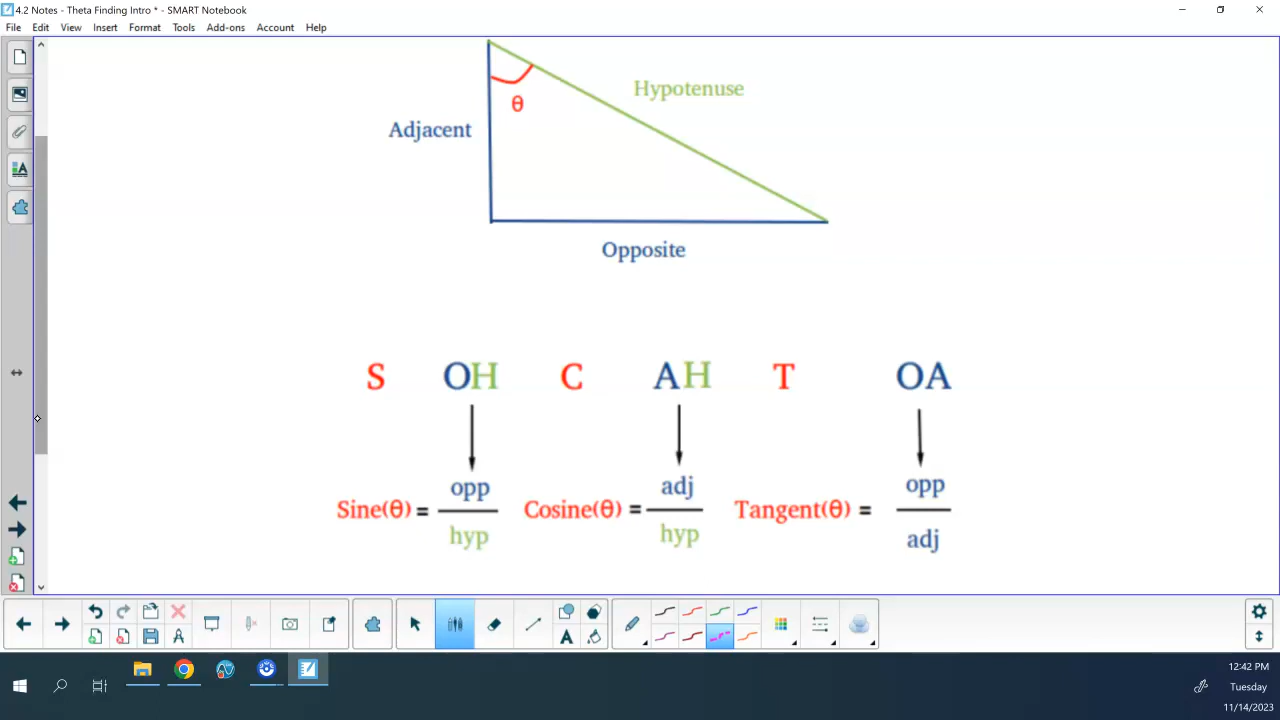 4.2 Notes - Theta Finding Intro * - SMART Notebook
File Edit View Insert Format Tools Add-ons Account Help
Hypotenuse
θ
Adjacent
Opposite
S OH C AH T OA
Sine(θ) = opp/hyp Cosine(θ) = adj/hyp Tangent(θ) = opp/adj
12:42 PM
Tuesday
11/14/2023